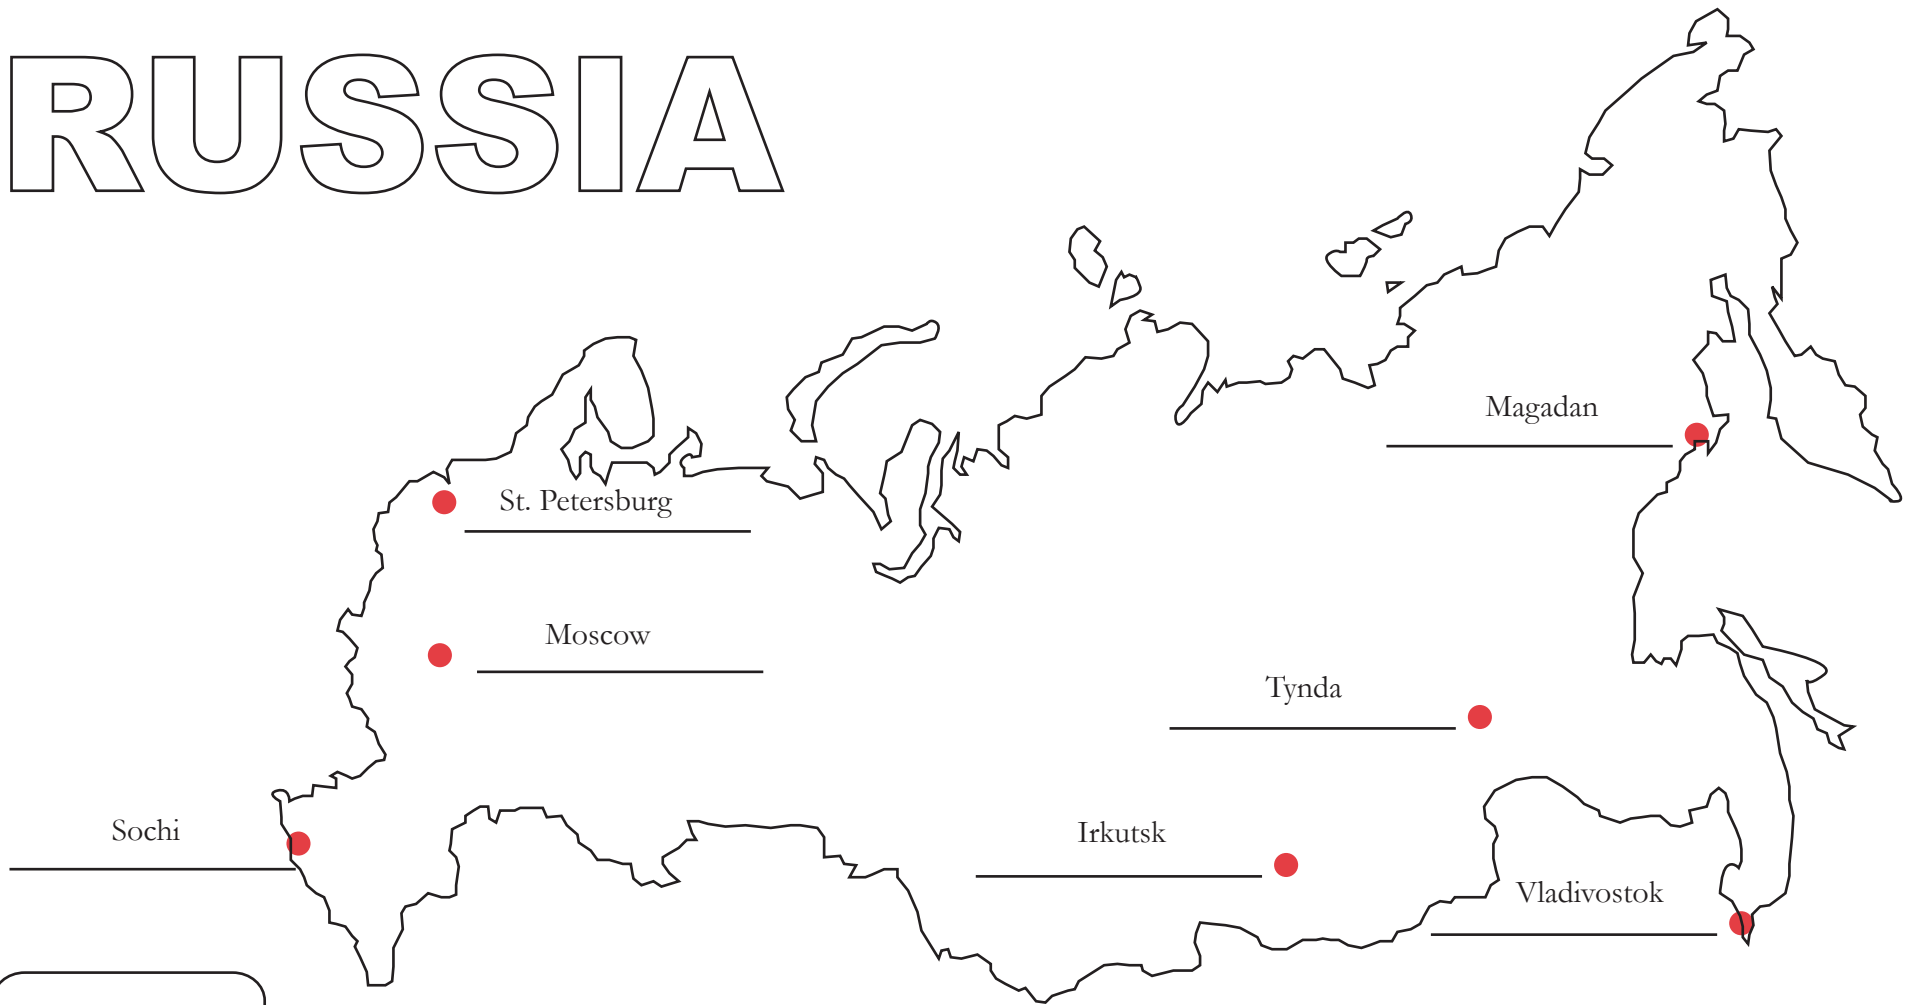 RUSSIA
Magadan
St. Petersburg
Moscow
Tynda
Sochi
Irkutsk
Vladivostok